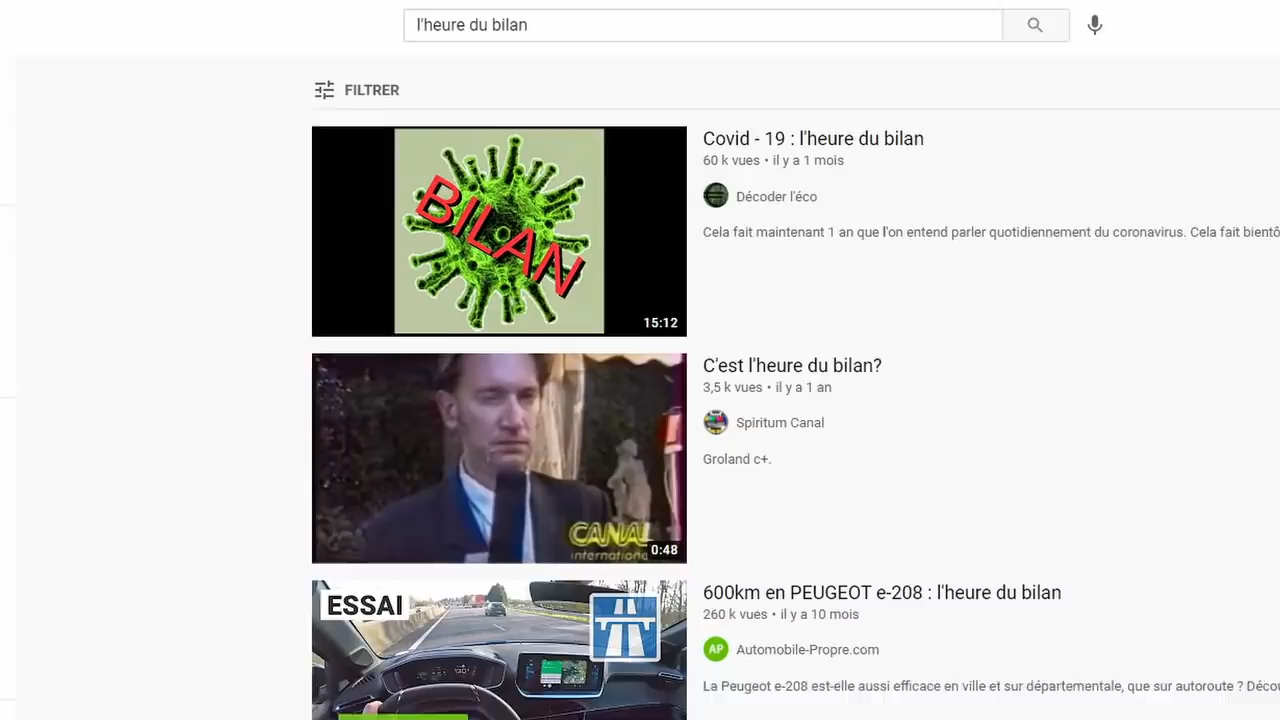 l'heure du bilan
FILTRER
BILAN
15:12
Covid - 19 : l'heure du bilan
60 k vues • il y a 1 mois
Décoder l'éco
Cela fait maintenant 1 an que l'on entend parler quotidiennement du coronavirus. Cela fait bientô
CANAL
international
0:48
C'est l'heure du bilan?
3,5 k vues • il y a 1 an
Spiritum Canal
Groland c+.
ESSAI
600km en PEUGEOT e-208 : l'heure du bilan
260 k vues • il y a 10 mois
AP Automobile-Propre.com
La Peugeot e-208 est-elle aussi efficace en ville et sur départementale, que sur autoroute ? Décou